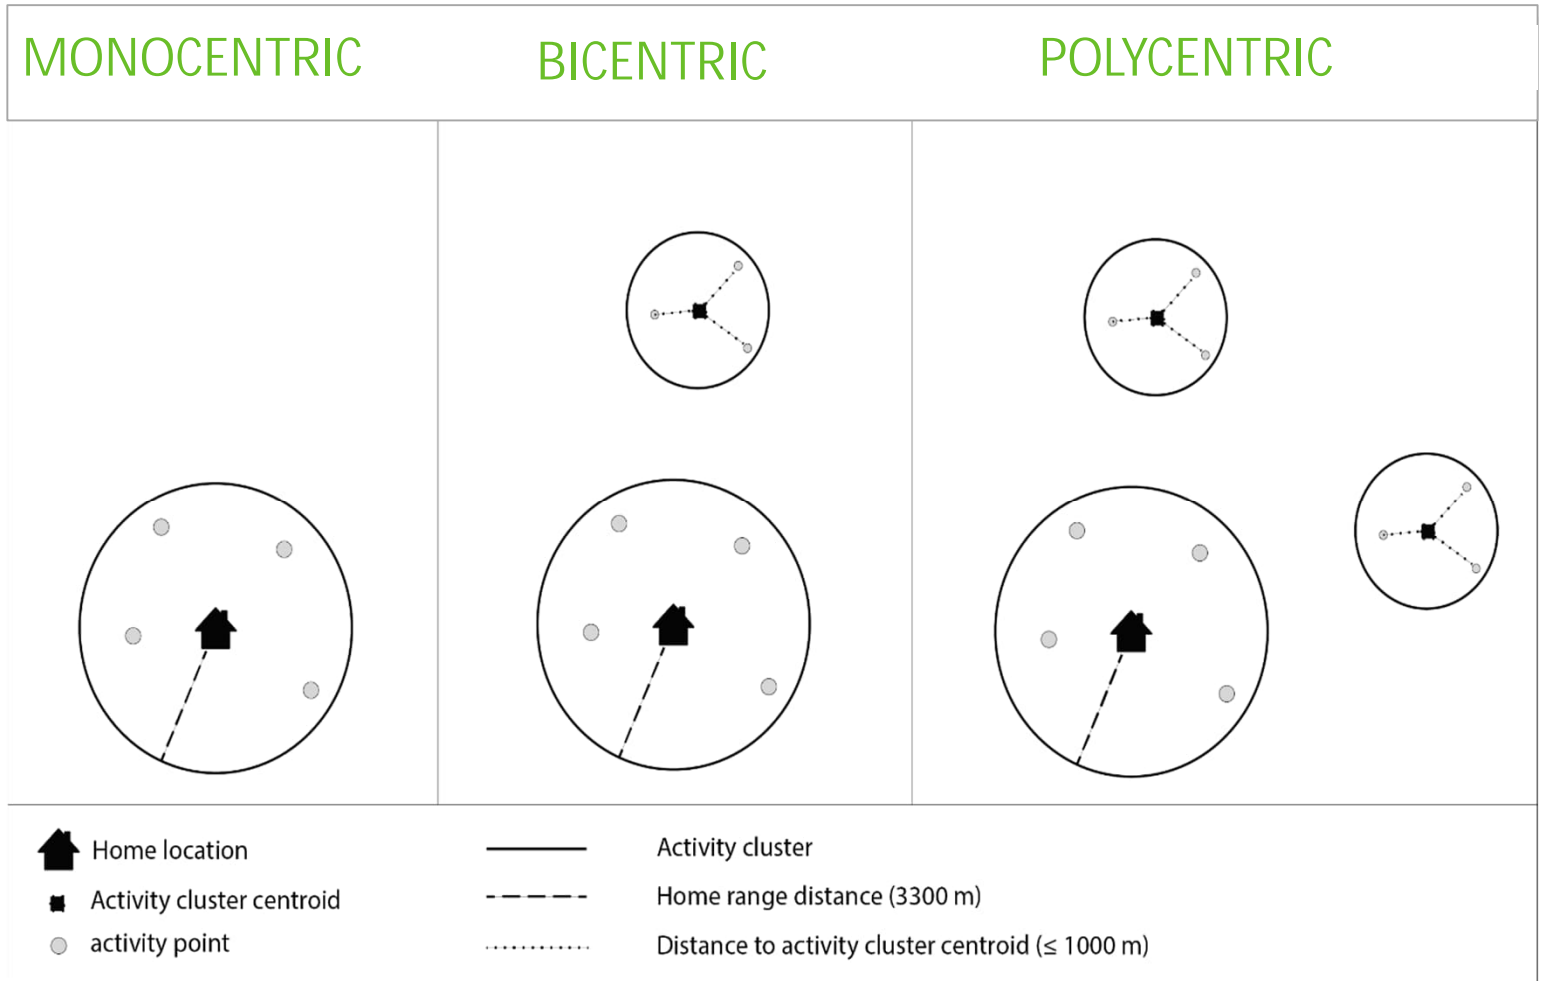 MONOCENTRIC
BICENTRIC
POLYCENTRIC
Home location
Activity cluster centroid
activity point
Activity cluster
Home range distance (3300 m)
Distance to activity cluster centroid (≤ 1000 m)